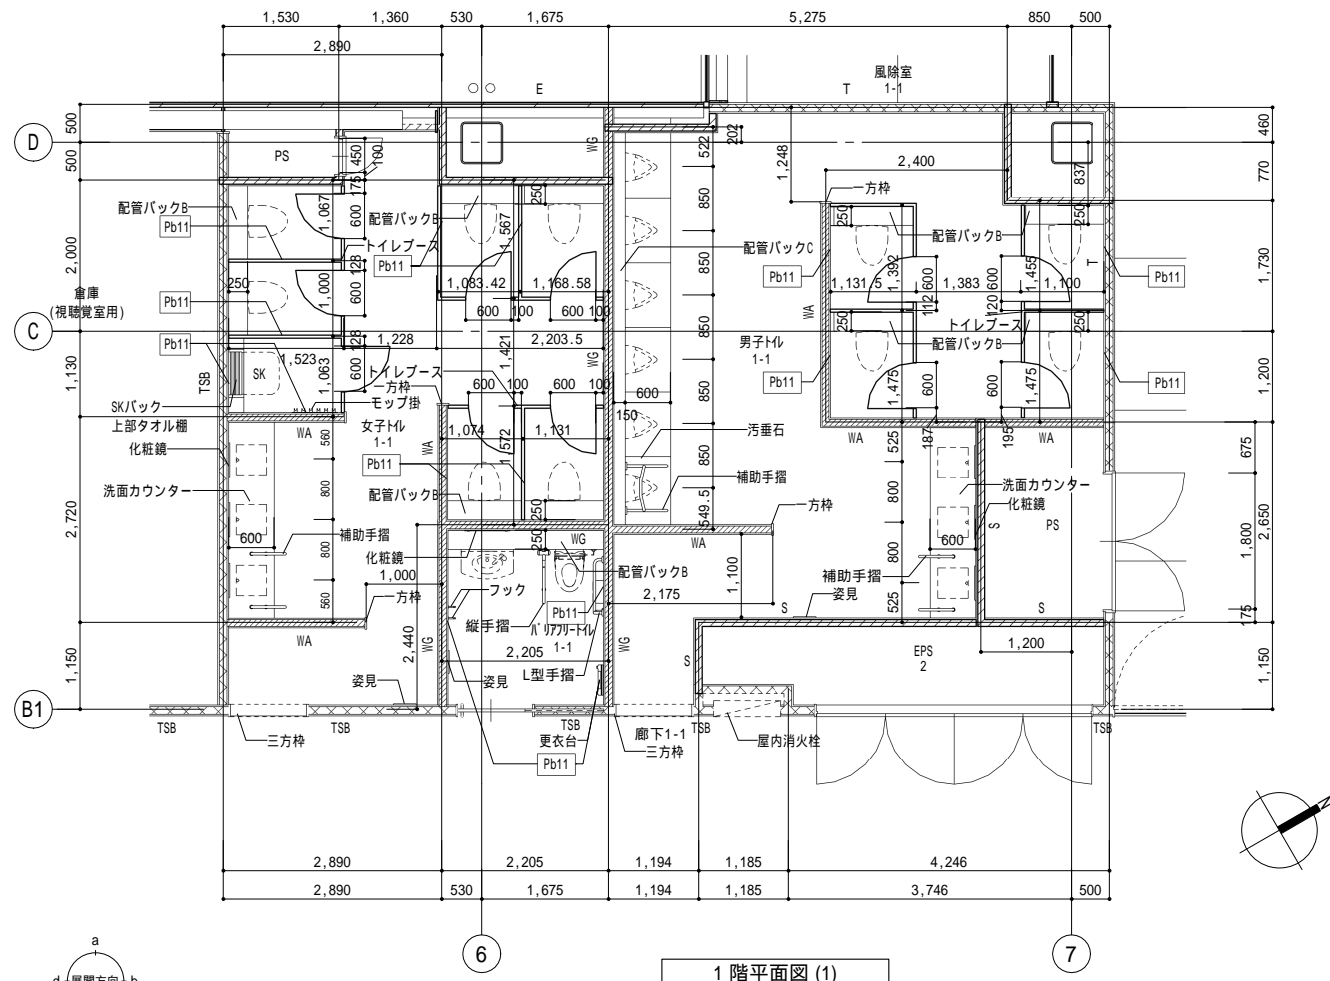 1,530
1,360
530
1,675
5,275
850
500
2,890
風除室
1-1
E
T
500
D
500
202
522
460
770
PS
450
100
175
WG
1,248
2,400
837
一方枠
配管バックB
1,067
600
250
配管バックB
1,567
850
250
250
配管バックB
Pb11
トイレブース
Pb11
配管バックC
Pb11
Pb11
2,000
128
1,000
600
250
1,083.42
1,168.58
850
1,131.5
1,392
600
1,383
600
1,455
1,100
T
1,730
倉庫
(視聴覚室用)
Pb11
600
100
600
100
112
120
250
トイレブース
250
C
Pb11
128
1,228
1,421
2,203.5
WG
850
WA
男子トイレ
1-1
配管バックB
1,130
TSB
SK
1,523
1,063
600
トイレブース
一方枠
600
100
600
100
600
150
850
Pb11
1,475
600
600
1,475
Pb11
1,200
SKバック
上部タオル棚
モップ掛
女子トイレ
1-1
WA
1,074
1,572
1,131
汚垂石
WA
187
195
WA
化粧鏡
WA
560
525
675
Pb11
850
補助手摺
洗面カウンター
800
配管バックB
250
549.5
一方枠
800
洗面カウンター
化粧鏡
S
PS
2,720
600
補助手摺
800
化粧鏡
250
WG
WA
600
1,800
2,650
1,000
560
一方枠
フック
配管バックB
Pb11
1,100
2,175
補助手摺
姿見
525
S
175
縦手摺
バリアフリートイレ
1-1
S
WA
2,440
WG
2,205
WG
S
EPS
2
1,200
1,150
姿見
姿見
L型手摺
1,150
B1
TSB
三方枠
TSB
TSB
更衣台
Pb11
廊下1-1
三方枠
TSB
屋内消火栓
TSB
N
2,890
2,205
1,194
1,185
4,246
2,890
530
1,675
1,194
1,185
3,746
500
6
7
a
d 展開方向 b
1 階平面図 (1)